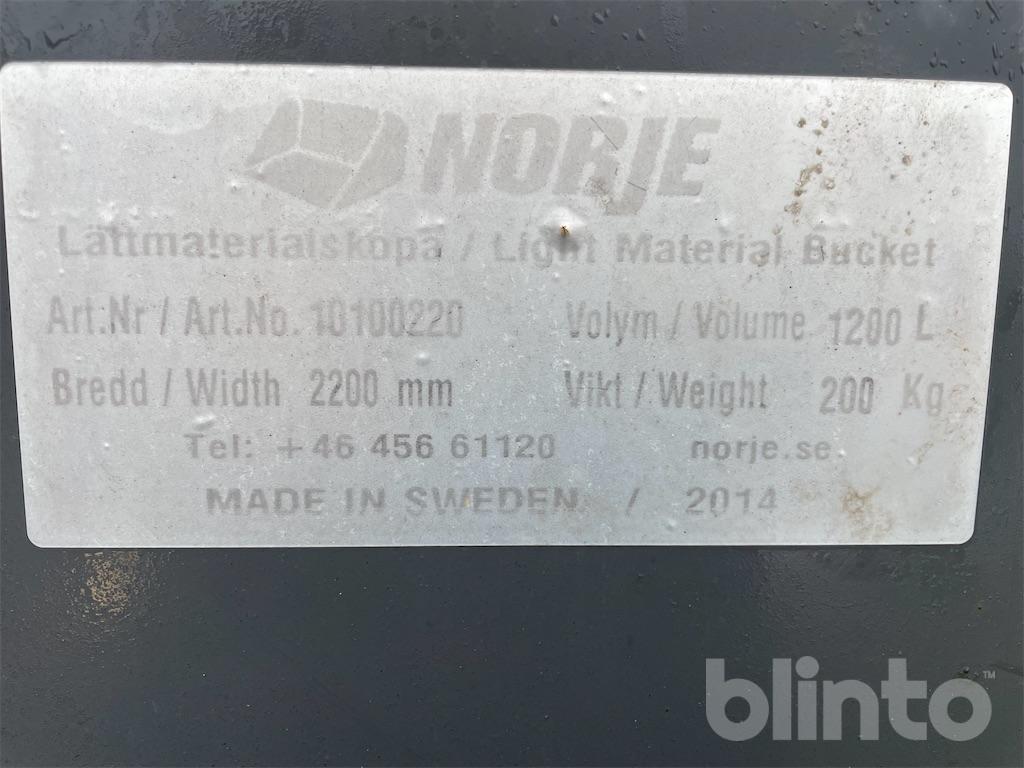 NORJE
Lättmaterialskopa / Light Material Bucket
Art.Nr / Art.No. 10100220 Volym / Volume 1200 L
Bredd / Width 2200 mm Vikt / Weight 200 Kg
Tel: +46 456 61120 norje.se
MADE IN SWEDEN / 2014
blinto™